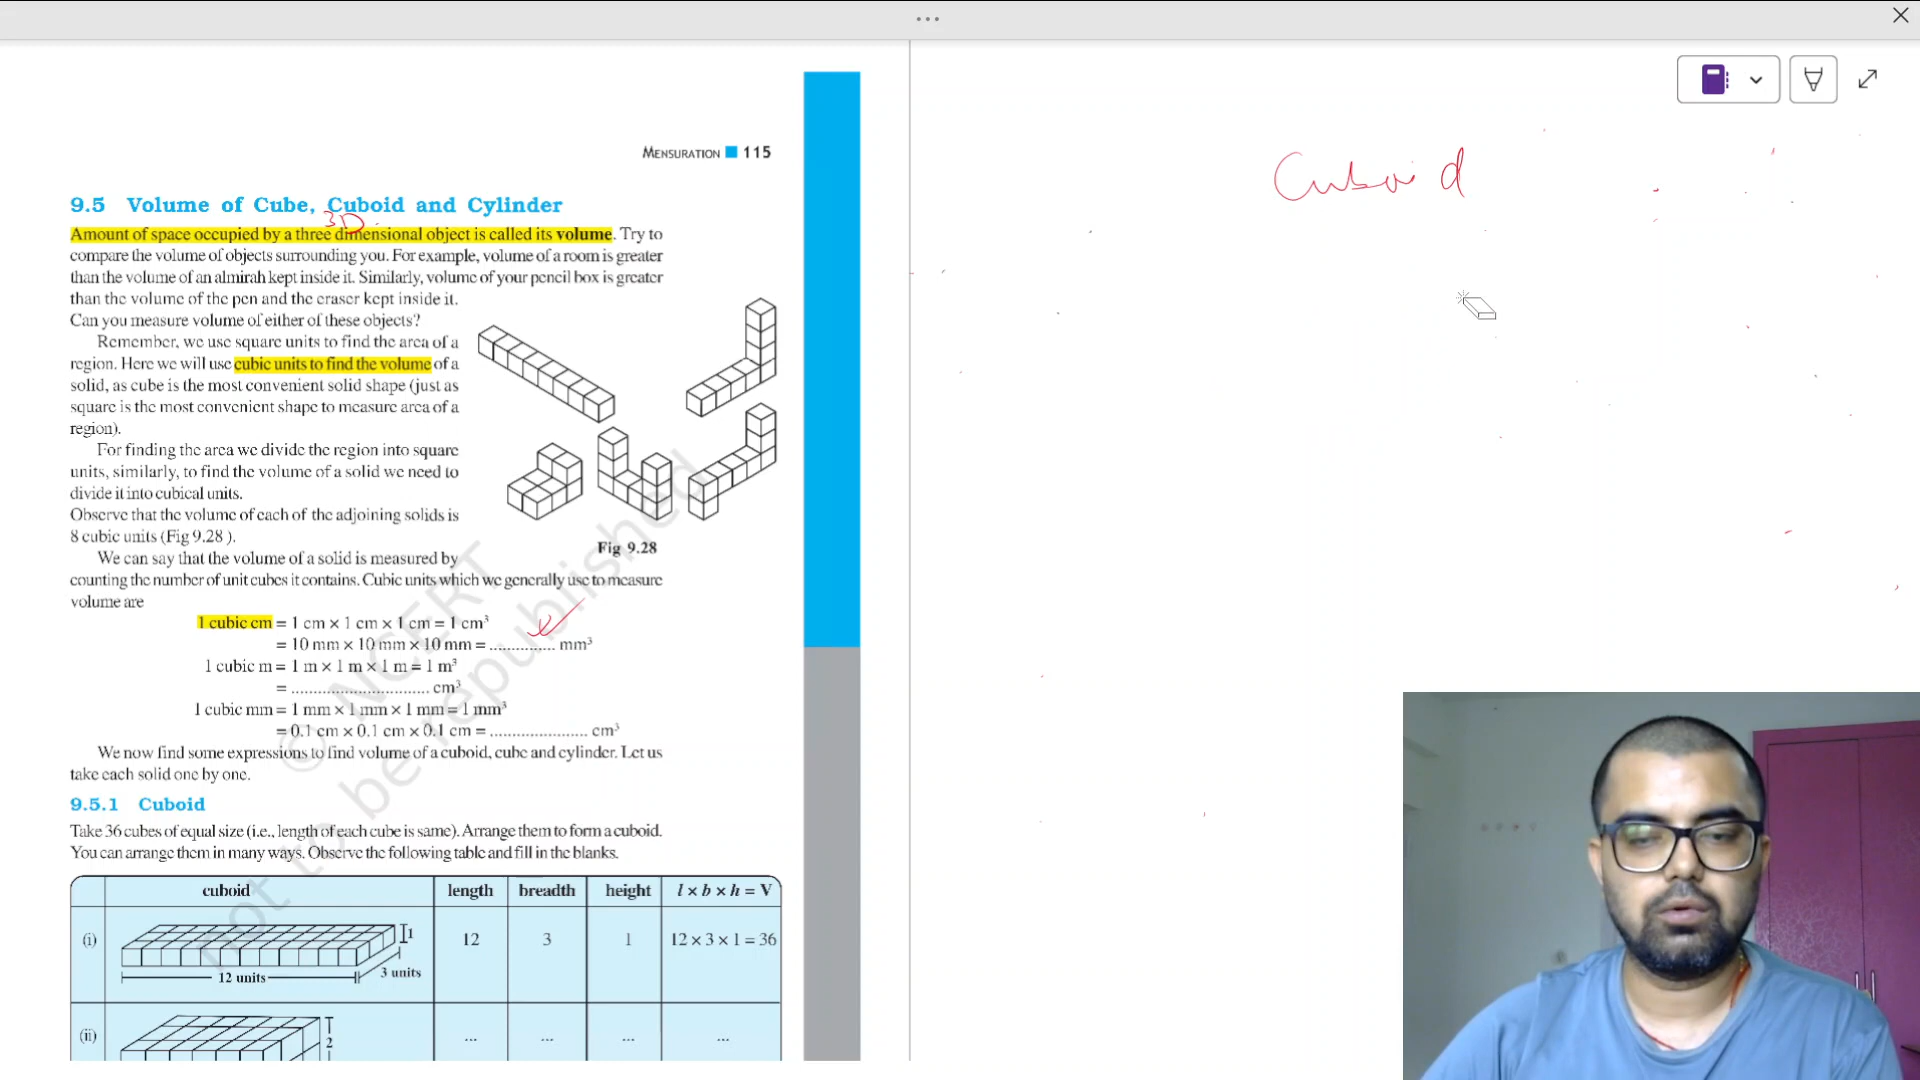 MENSURATION 115
9.5 Volume of Cube, Cuboid and Cylinder
3D
Amount of space occupied by a three dimensional object is called its volume. Try to
compare the volume of objects surrounding you. For example, volume of a room is greater
than the volume of an almirah kept inside it. Similarly, volume of your pencil box is greater
than the volume of the pen and the eraser kept inside it.
Can you measure volume of either of these objects?
Remember, we use square units to find the area of a
region. Here we will use cubic units to find the volume of a
solid, as cube is the most convenient solid shape (just as
square is the most convenient shape to measure area of a
region).
For finding the area we divide the region into square
units, similarly, to find the volume of a solid we need to
divide it into cubical units.
Observe that the volume of each of the adjoining solids is
8 cubic units (Fig 9.28 ).
Fig 9.28
We can say that the volume of a solid is measured by
counting the number of unit cubes it contains. Cubic units which we generally use to measure
volume are
1 cubic cm = 1 cm × 1 cm × 1 cm = 1 cm³
= 10 mm × 10 mm × 10 mm = ............... mm³
1 cubic m = 1 m × 1 m × 1 m = 1 m³
= ............................... cm³
1 cubic mm = 1 mm × 1 mm × 1 mm = 1 mm³
= 0.1 cm × 0.1 cm × 0.1 cm = ...................... cm³
We now find some expressions to find volume of a cuboid, cube and cylinder. Let us
take each solid one by one.
9.5.1 Cuboid
Take 36 cubes of equal size (i.e., length of each cube is same). Arrange them to form a cuboid.
You can arrange them in many ways. Observe the following table and fill in the blanks.
cuboid length breadth height l × b × h = V
(i) 12 units 3 units 1 12 3 1 12 × 3 × 1 = 36
(ii) 2 ... ... ... ...
© NCERT
not to be republished
Cuboid